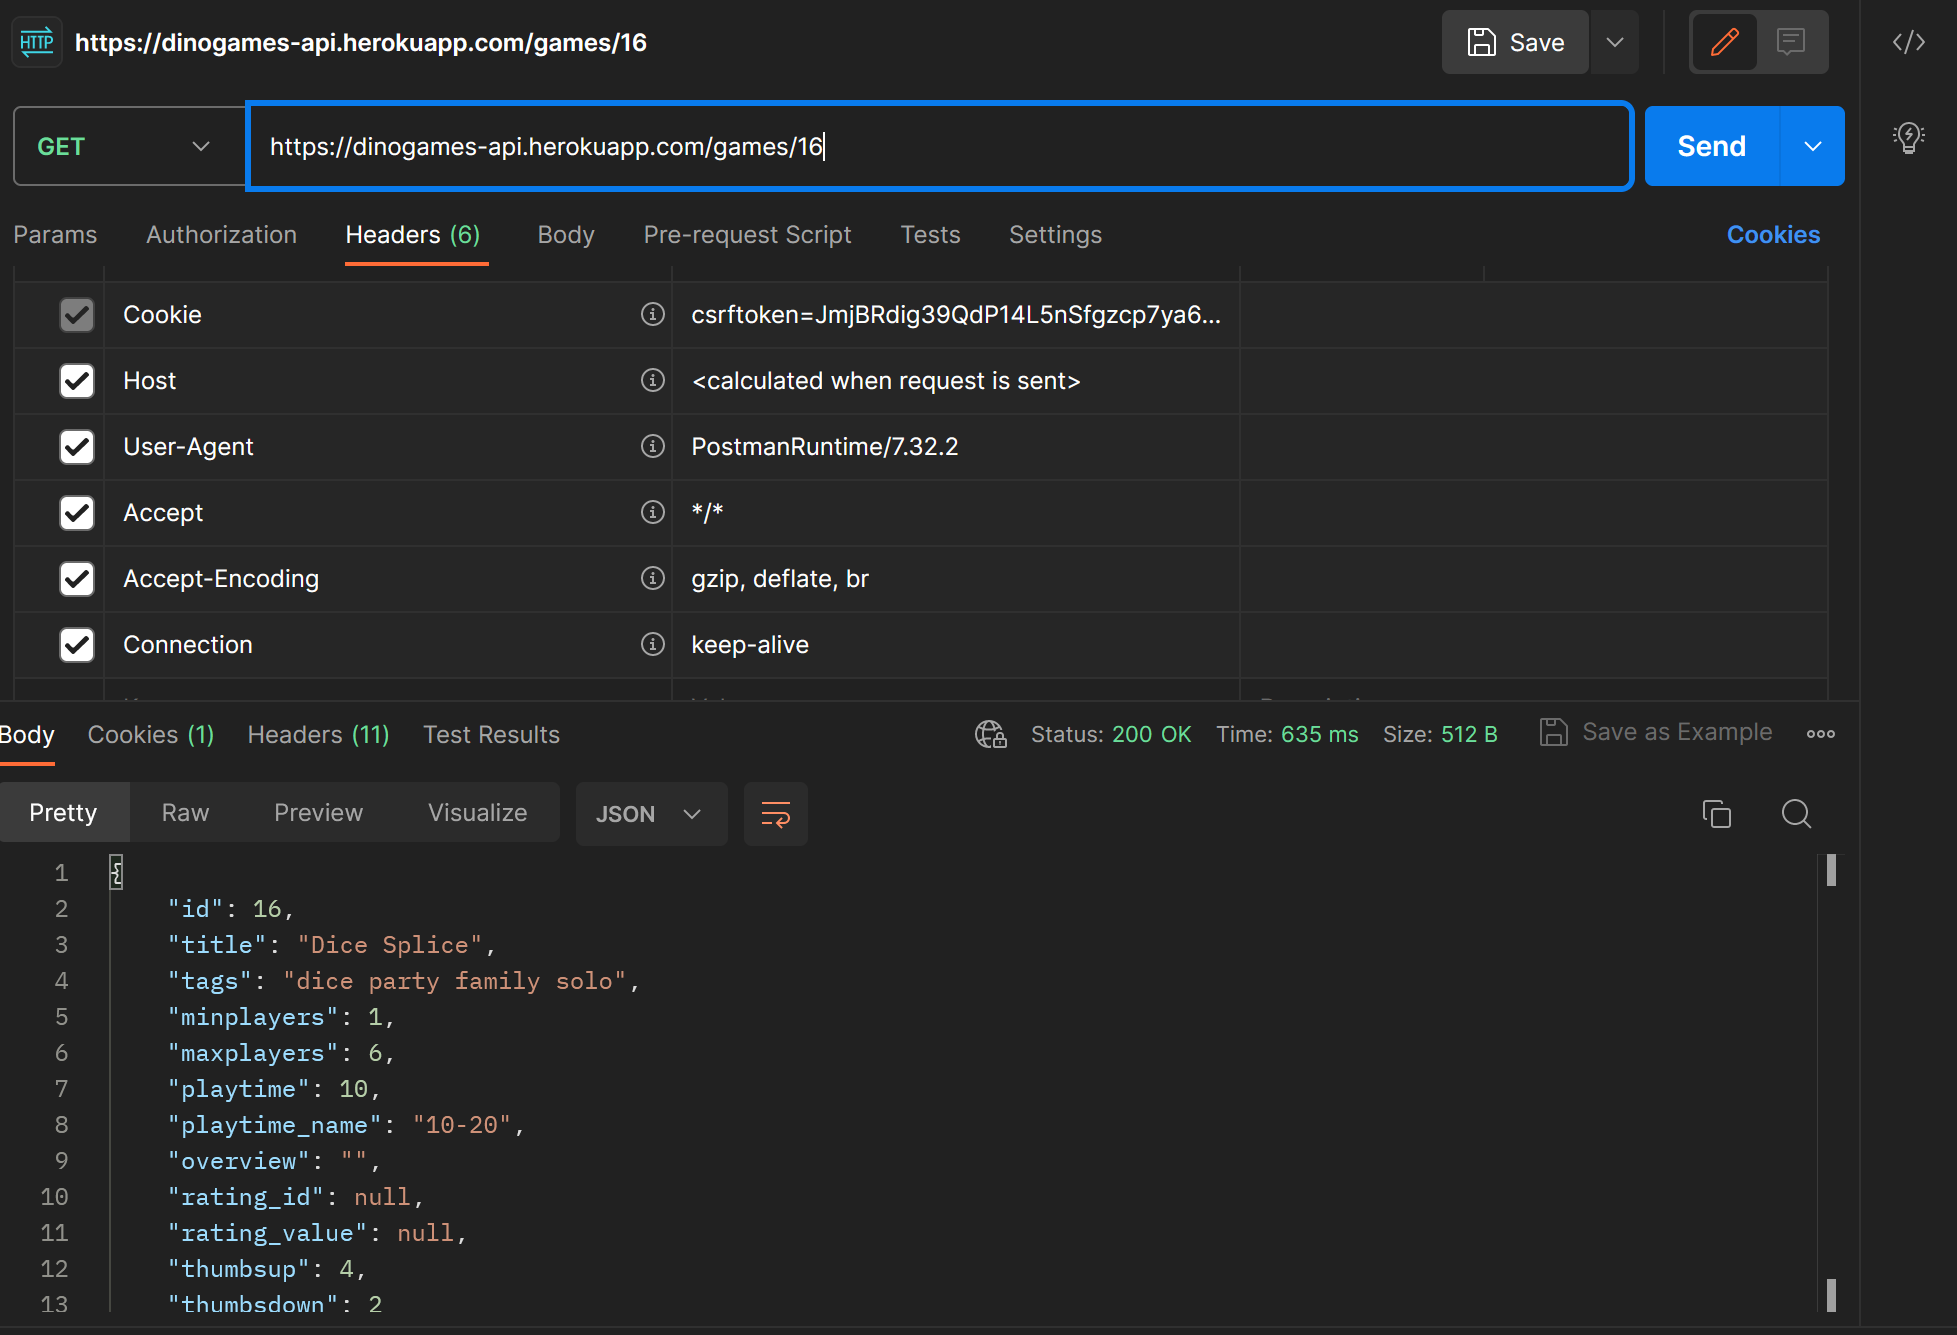 HTTP https://dinogames-api.herokuapp.com/games/16 Save
GET https://dinogames-api.herokuapp.com/games/16 Send
Params Authorization Headers (6) Body Pre-request Script Tests Settings Cookies
Cookie csrftoken=JmjBRdig39QdP14L5nSfgzcp7ya6...
Host <calculated when request is sent>
User-Agent PostmanRuntime/7.32.2
Accept */*
Accept-Encoding gzip, deflate, br
Connection keep-alive
Body Cookies (1) Headers (11) Test Results Status: 200 OK Time: 635 ms Size: 512 B Save as Example
Pretty Raw Preview Visualize JSON
1 {
2 "id": 16,
3 "title": "Dice Splice",
4 "tags": "dice party family solo",
5 "minplayers": 1,
6 "maxplayers": 6,
7 "playtime": 10,
8 "playtime_name": "10-20",
9 "overview": "",
10 "rating_id": null,
11 "rating_value": null,
12 "thumbsup": 4,
13 "thumbsdown": 2